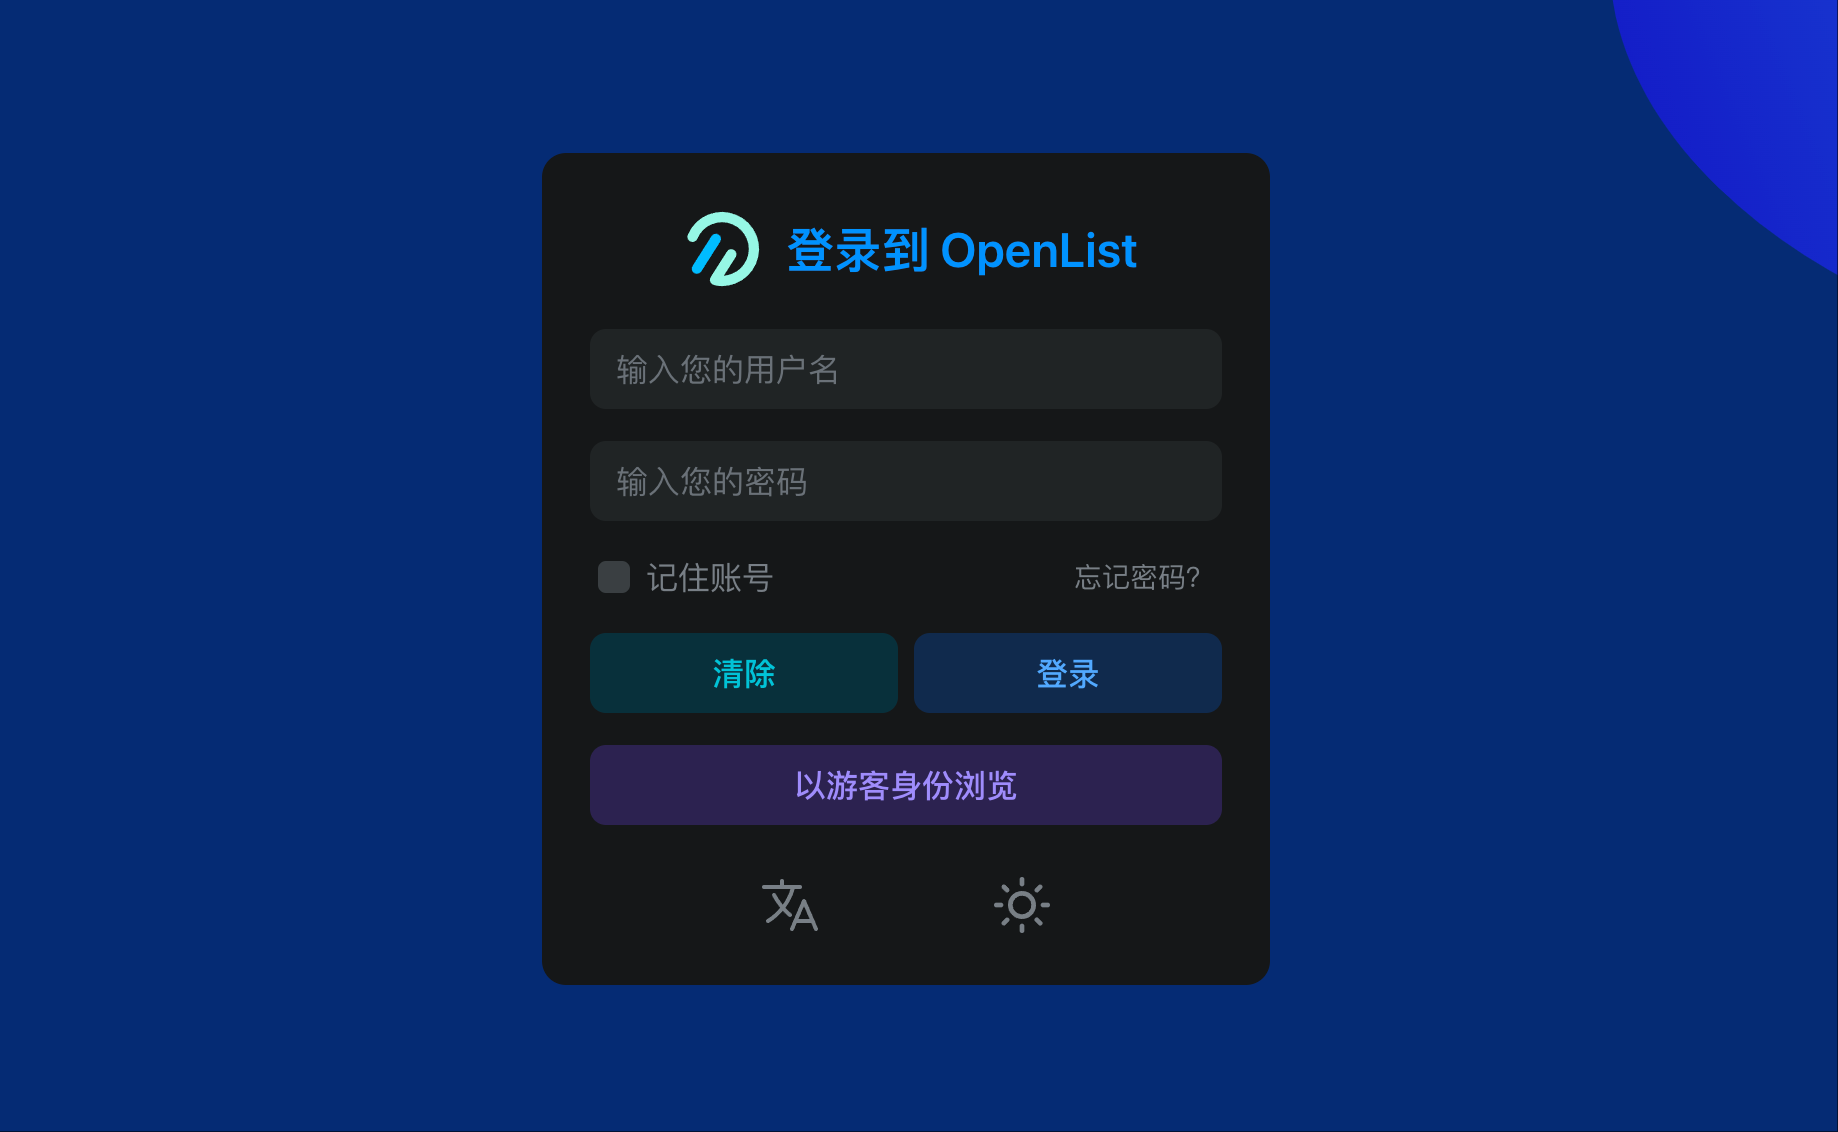 登录到 OpenList
输入您的用户名
输入您的密码
记住账号 忘记密码?
清除 登录
以游客身份浏览